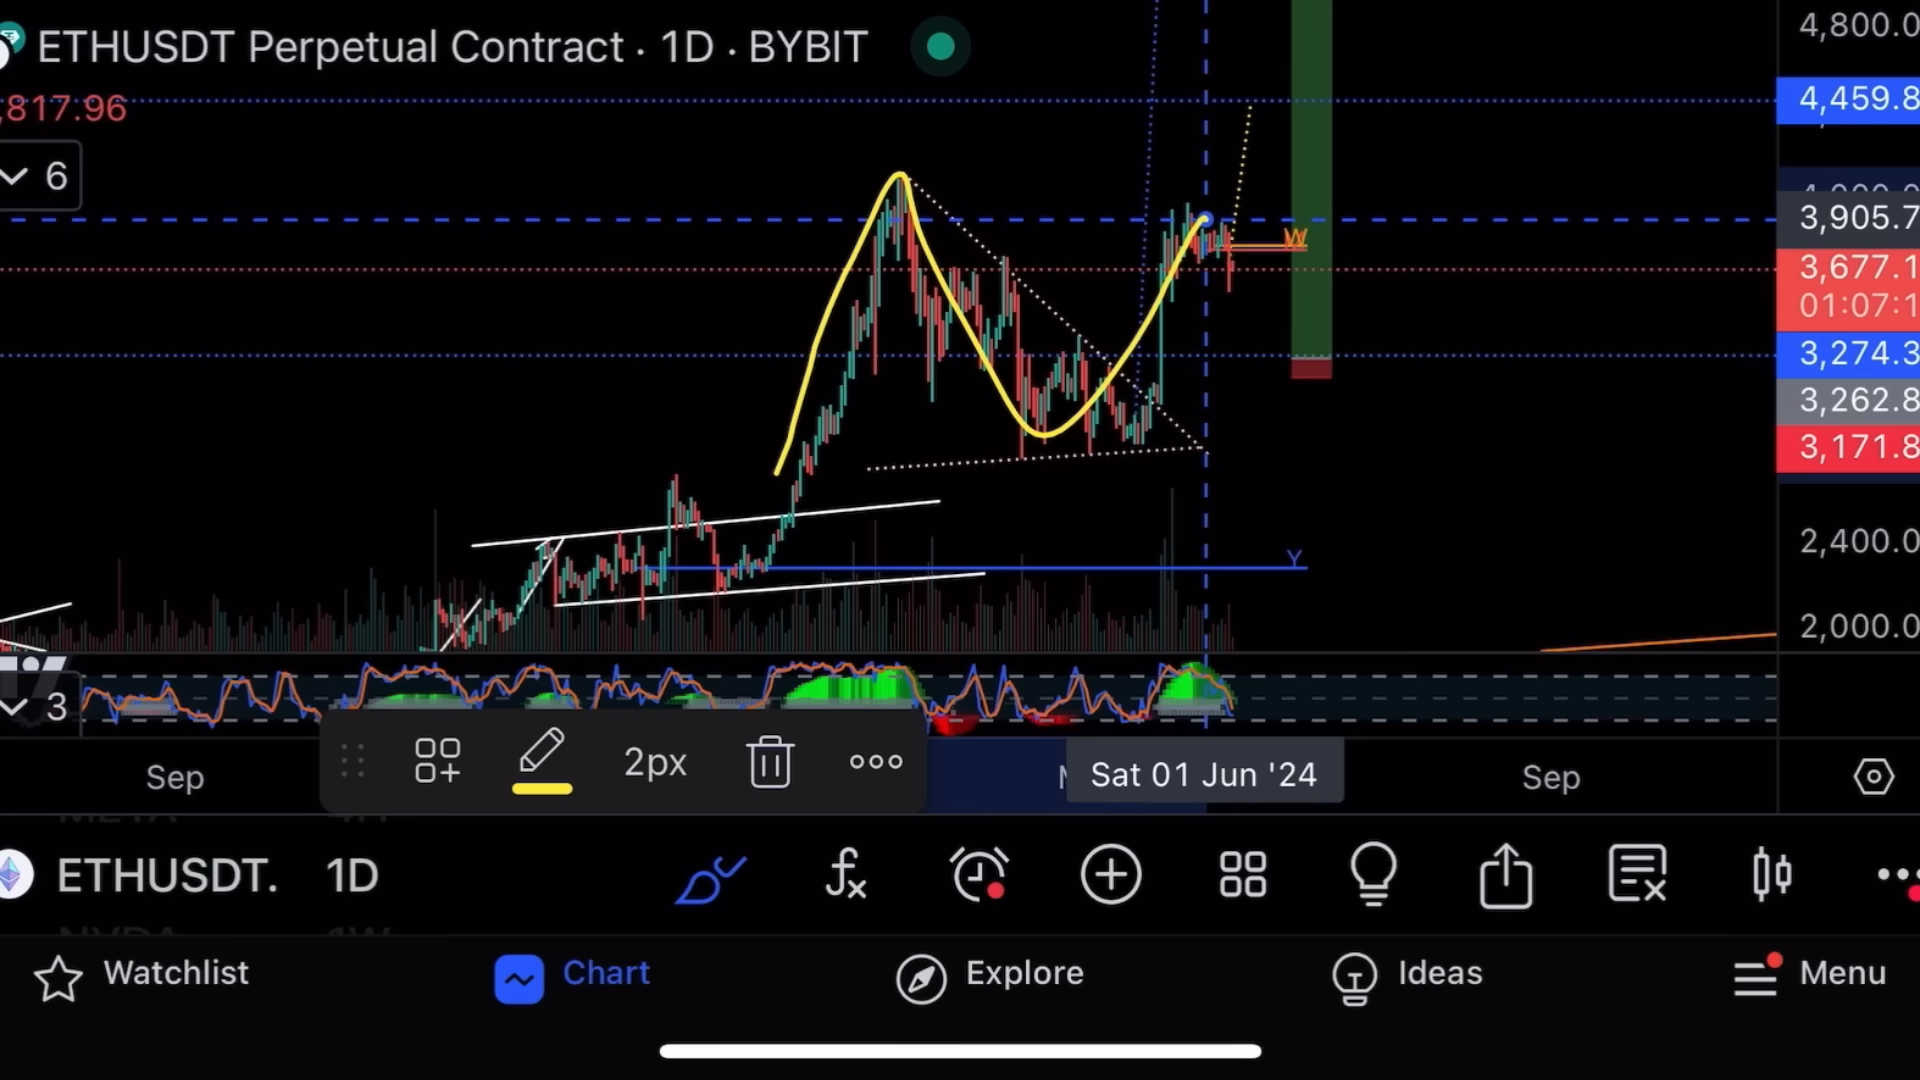 ETHUSDT Perpetual Contract · 1D · BYBIT
4,800.0
,817.96
4,459.8
6
3,905.7
W
3,677.1
01:07:1
3,274.3
3,262.8
3,171.8
2,400.0
Y
2,000.0
3
Sep
2px
Sat 01 Jun '24
Sep
ETHUSDT. 1D
Watchlist
Chart
Explore
Ideas
Menu